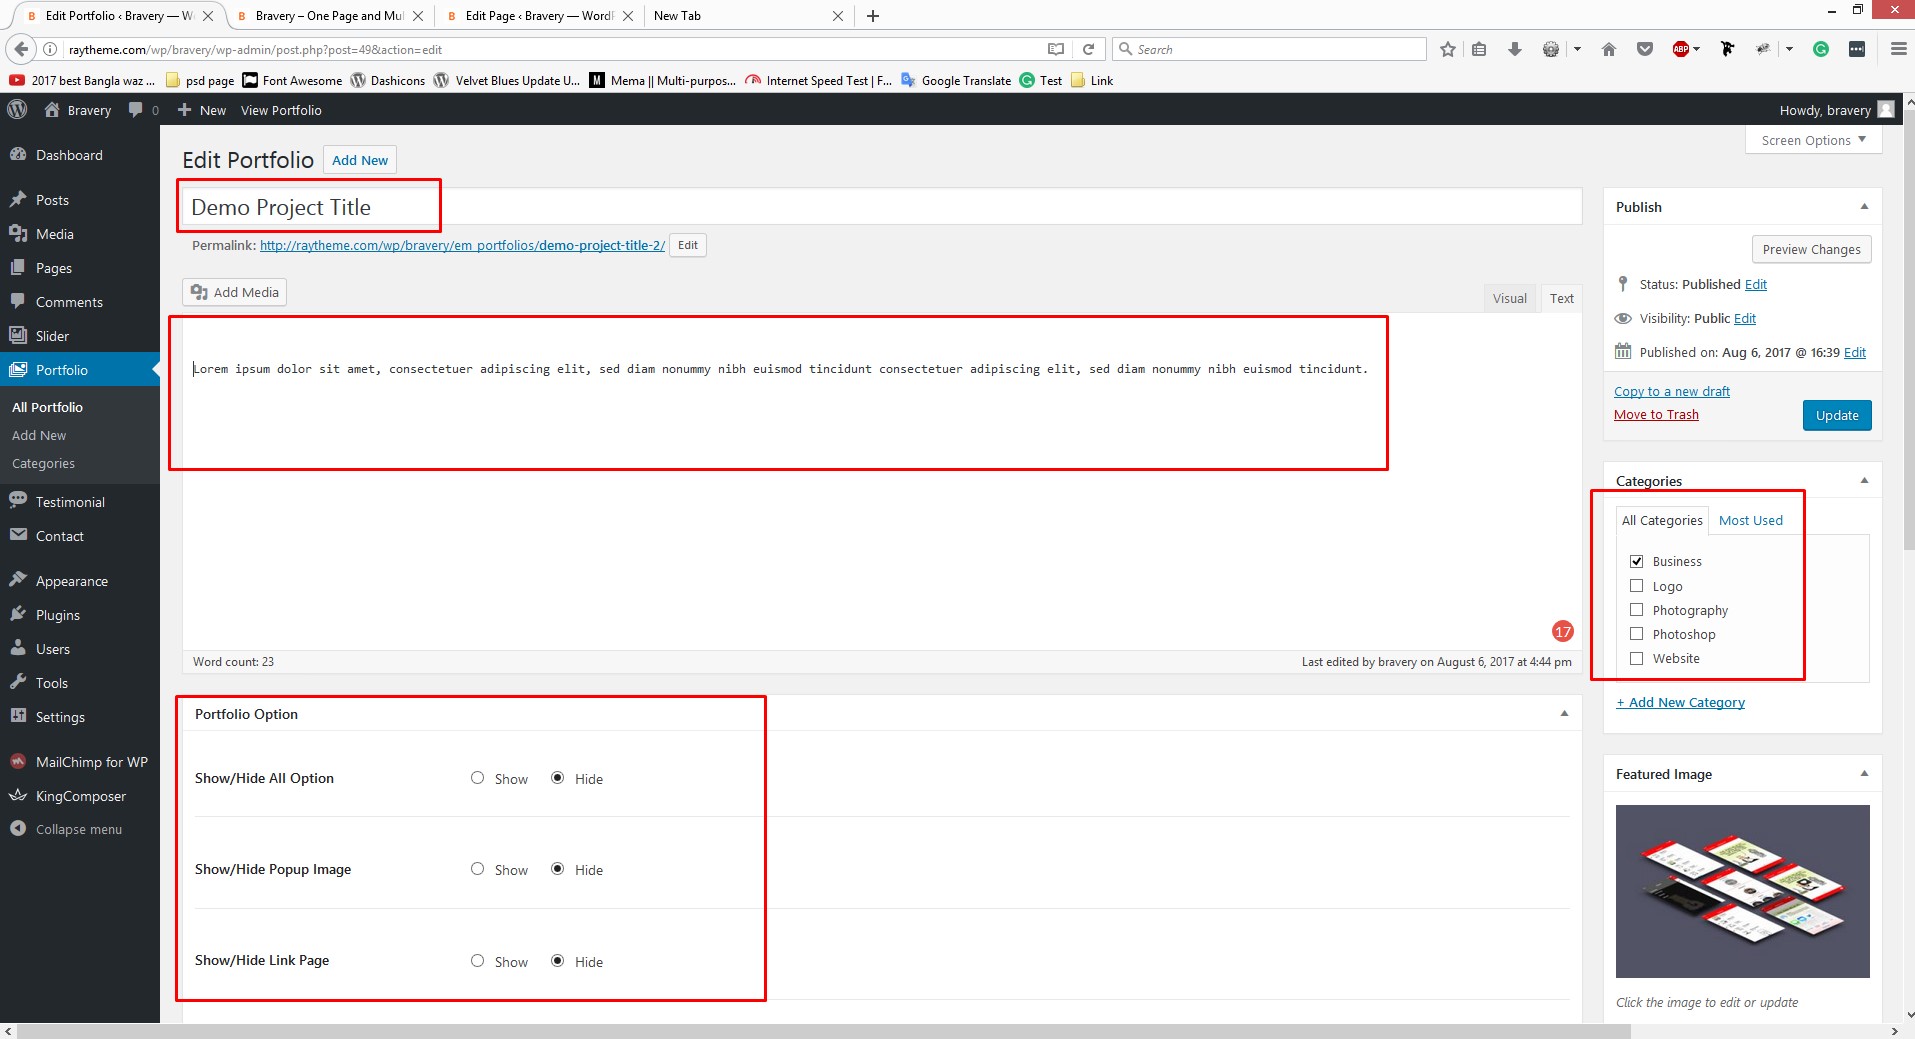 Edit Portfolio ‹ Bravery — W
Bravery – One Page and Mul
Edit Page ‹ Bravery — WordP
New Tab
raytheme.com/wp/bravery/wp-admin/post.php?post=49&action=edit
Search
ABP
2017 best Bangla waz ...
psd page
Font Awesome
Dashicons
Velvet Blues Update U...
Mema || Multi-purpos...
Internet Speed Test | F...
Google Translate
Test
Link
Bravery
0
New
View Portfolio
Howdy, bravery
Dashboard
Posts
Media
Pages
Comments
Slider
Portfolio
All Portfolio
Add New
Categories
Testimonial
Contact
Appearance
Plugins
Users
Tools
Settings
MailChimp for WP
KingComposer
Collapse menu
Screen Options
Edit Portfolio
Add New
Demo Project Title
Permalink: http://raytheme.com/wp/bravery/em_portfolios/demo-project-title-2/ Edit
Add Media
Visual
Text
Lorem ipsum dolor sit amet, consectetuer adipiscing elit, sed diam nonummy nibh euismod tincidunt consectetuer adipiscing elit, sed diam nonummy nibh euismod tincidunt.
17
Word count: 23
Last edited by bravery on August 6, 2017 at 4:44 pm
Portfolio Option
Show/Hide All Option
Show
Hide
Show/Hide Popup Image
Show
Hide
Show/Hide Link Page
Show
Hide
Publish
Preview Changes
Status: Published Edit
Visibility: Public Edit
Published on: Aug 6, 2017 @ 16:39 Edit
Copy to a new draft
Move to Trash
Update
Categories
All Categories
Most Used
Business
Logo
Photography
Photoshop
Website
+ Add New Category
Featured Image
Click the image to edit or update